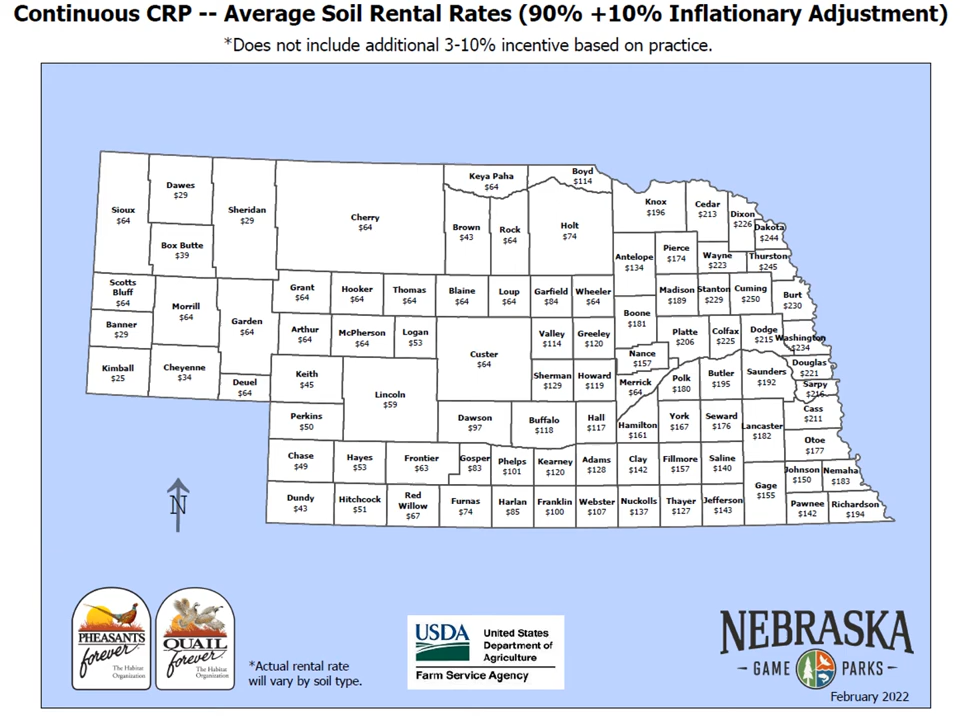 Continuous CRP -- Average Soil Rental Rates (90% +10% Inflationary Adjustment)
*Does not include additional 3-10% incentive based on practice.
Sioux
$64
Dawes
$29
Box Butte
$39
Sheridan
$29
Cherry
$64
Keya Paha
$64
Boyd
$114
Brown
$43
Rock
$64
Holt
$74
Knox
$196
Cedar
$213
Dixon
$226
Dakota
$244
Antelope
$134
Pierce
$174
Wayne
$223
Thurston
$245
Scotts
Bluff
$64
Morrill
$64
Garden
$64
Grant
$64
Hooker
$64
Thomas
$64
Blaine
$64
Loup
$64
Garfield
$84
Wheeler
$64
Boone
$181
Madison
$189
Stanton
$229
Cuming
$250
Burt
$230
Banner
$29
Arthur
$64
McPherson
$64
Logan
$53
Custer
$64
Valley
$114
Greeley
$120
Nance
$157
Platte
$206
Colfax
$225
Dodge
$215
Washington
$234
Kimball
$25
Cheyenne
$34
Deuel
$64
Keith
$45
Lincoln
$59
Sherman
$129
Howard
$119
Merrick
$64
Polk
$180
Butler
$195
Saunders
$192
Douglas
$221
Sarpy
$216
Perkins
$50
Dawson
$97
Buffalo
$118
Hall
$117
Hamilton
$161
York
$167
Seward
$176
Lancaster
$182
Cass
$211
Otoe
$177
Chase
$49
Hayes
$53
Frontier
$63
Gosper
$83
Phelps
$101
Kearney
$120
Adams
$128
Clay
$142
Fillmore
$157
Saline
$140
Gage
$155
Johnson
$150
Nemaha
$183
Dundy
$43
Hitchcock
$51
Red
Willow
$67
Furnas
$74
Harlan
$85
Franklin
$100
Webster
$107
Nuckolls
$137
Thayer
$127
Jefferson
$143
Pawnee
$142
Richardson
$194
N
PHEASANTS
forever
The Habitat
Organization
QUAIL
forever
The Habitat
Organization
*Actual rental rate
will vary by soil type.
USDA
United States
Department of
Agriculture
Farm Service Agency
NEBRASKA
GAME PARKS
February 2022